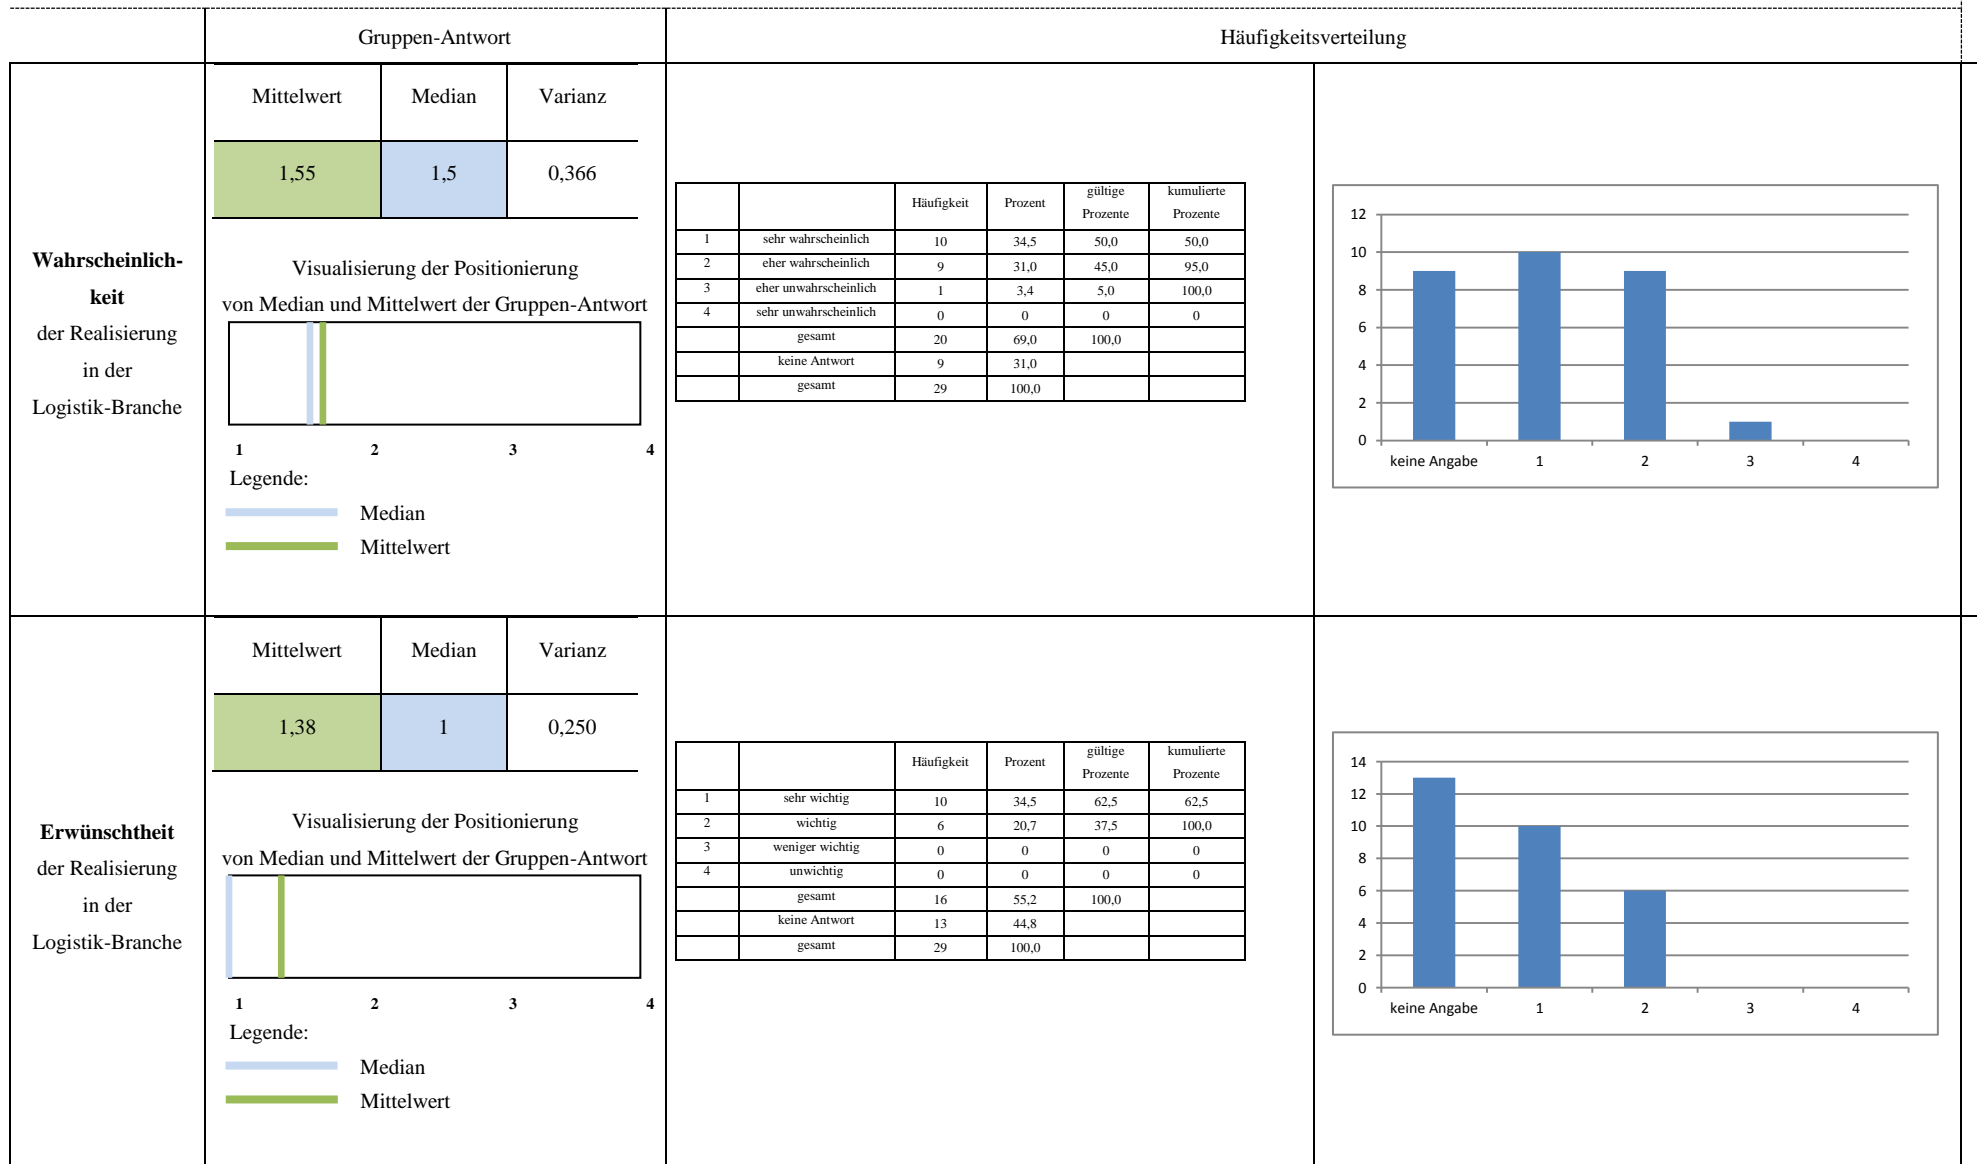 Gruppen-Antwort Häufigkeitsverteilung
Wahrscheinlich-
keit
der Realisierung
in der
Logistik-Branche
Mittelwert Median Varianz
1,55 1,5 0,366
Visualisierung der Positionierung
von Median und Mittelwert der Gruppen-Antwort
1 2 3 4
Legende:
Median
Mittelwert
Häufigkeit Prozent gültige Prozente kumulierte Prozente
1 sehr wahrscheinlich 10 34,5 50,0 50,0
2 eher wahrscheinlich 9 31,0 45,0 95,0
3 eher unwahrscheinlich 1 3,4 5,0 100,0
4 sehr unwahrscheinlich 0 0 0 0
gesamt 20 69,0 100,0
keine Antwort 9 31,0
gesamt 29 100,0
12
10
8
6
4
2
0
keine Angabe 1 2 3 4
Erwünschtheit
der Realisierung
in der
Logistik-Branche
Mittelwert Median Varianz
1,38 1 0,250
Visualisierung der Positionierung
von Median und Mittelwert der Gruppen-Antwort
1 2 3 4
Legende:
Median
Mittelwert
Häufigkeit Prozent gültige Prozente kumulierte Prozente
1 sehr wichtig 10 34,5 62,5 62,5
2 wichtig 6 20,7 37,5 100,0
3 weniger wichtig 0 0 0 0
4 unwichtig 0 0 0 0
gesamt 16 55,2 100,0
keine Antwort 13 44,8
gesamt 29 100,0
14
12
10
8
6
4
2
0
keine Angabe 1 2 3 4